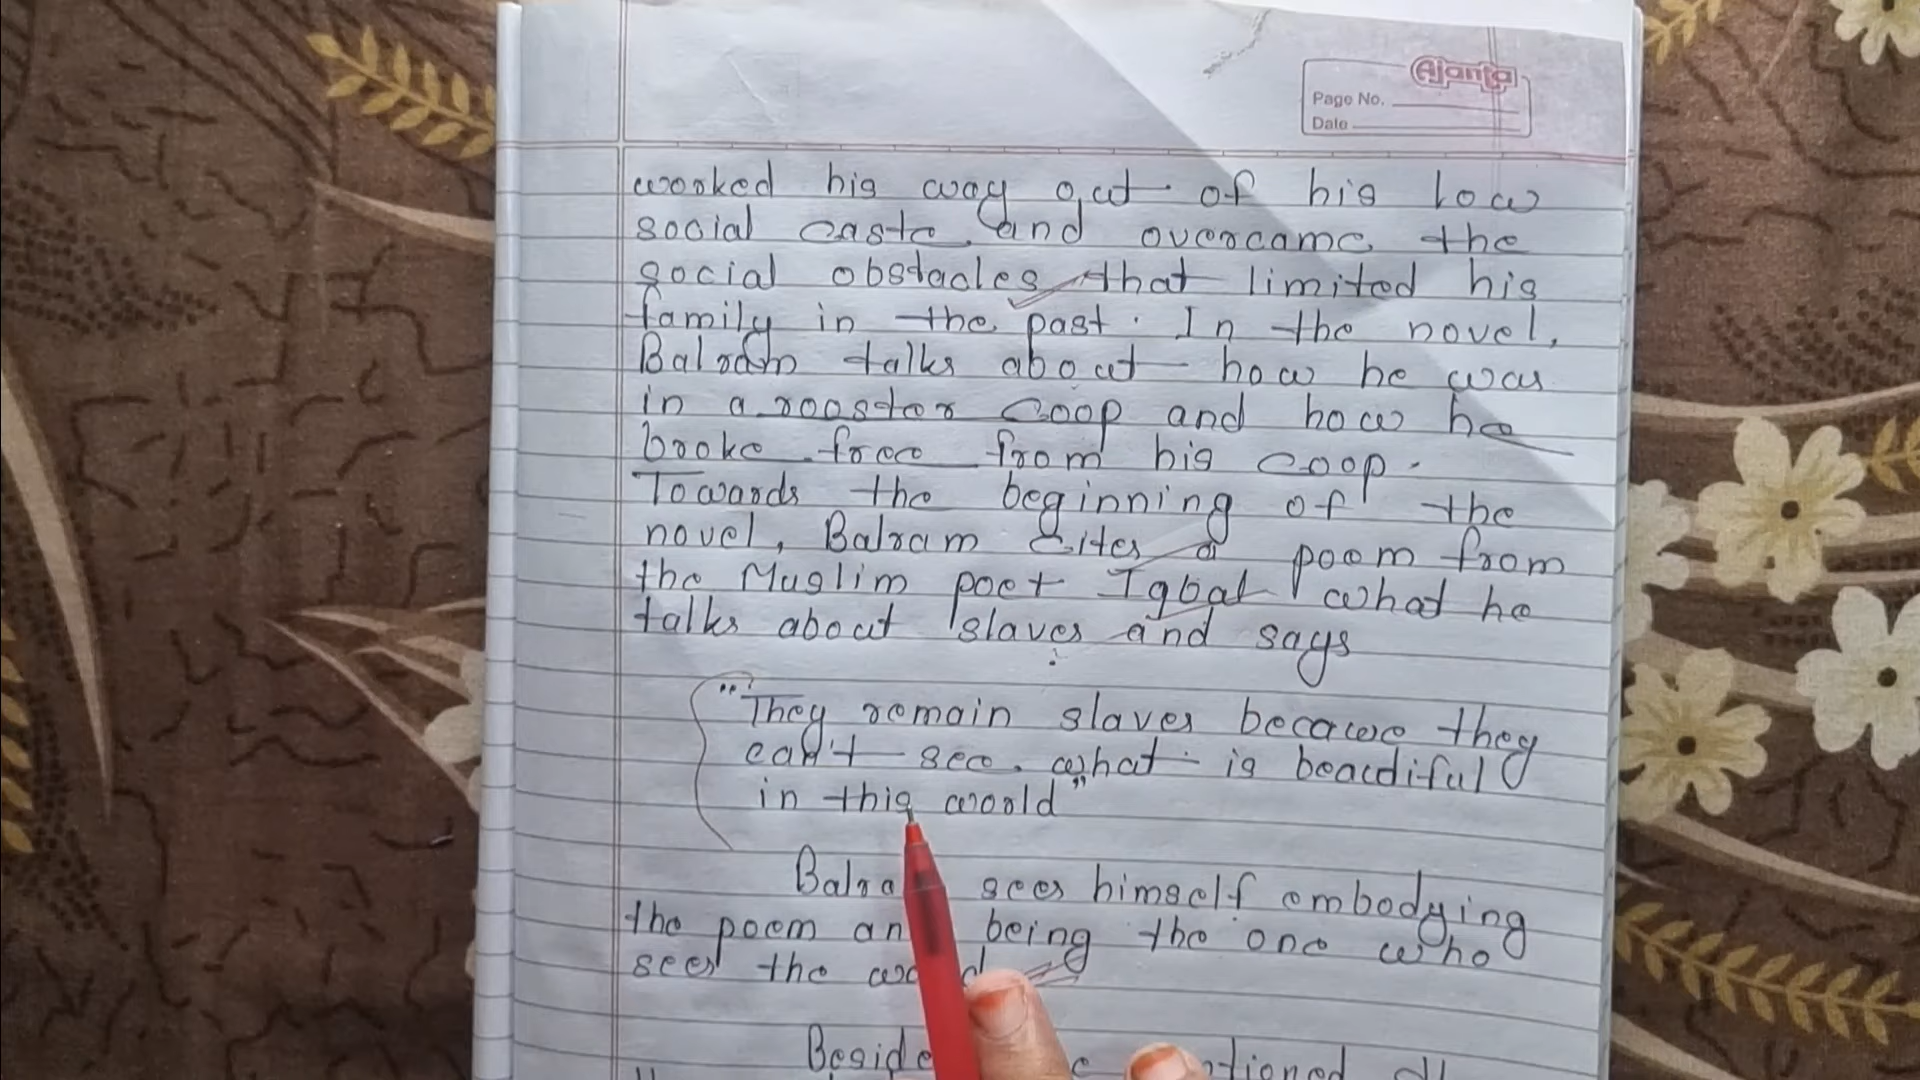 Ajanta
Page No.
Date
worked his way out of his low
social caste and overcame the
social obstacles that limited his
family in the past. In the novel,
Balram talks about how he was
in a rooster coop and how he
broke free from his coop.
Towards the beginning of the
novel, Balram cites a poem from
the Muslim poet Iqbal what he
talks about slaves and says
:
"They remain slaves because they
can't see what is beautiful
in this world"
sees himself embodying
the poem being the one who
sees the